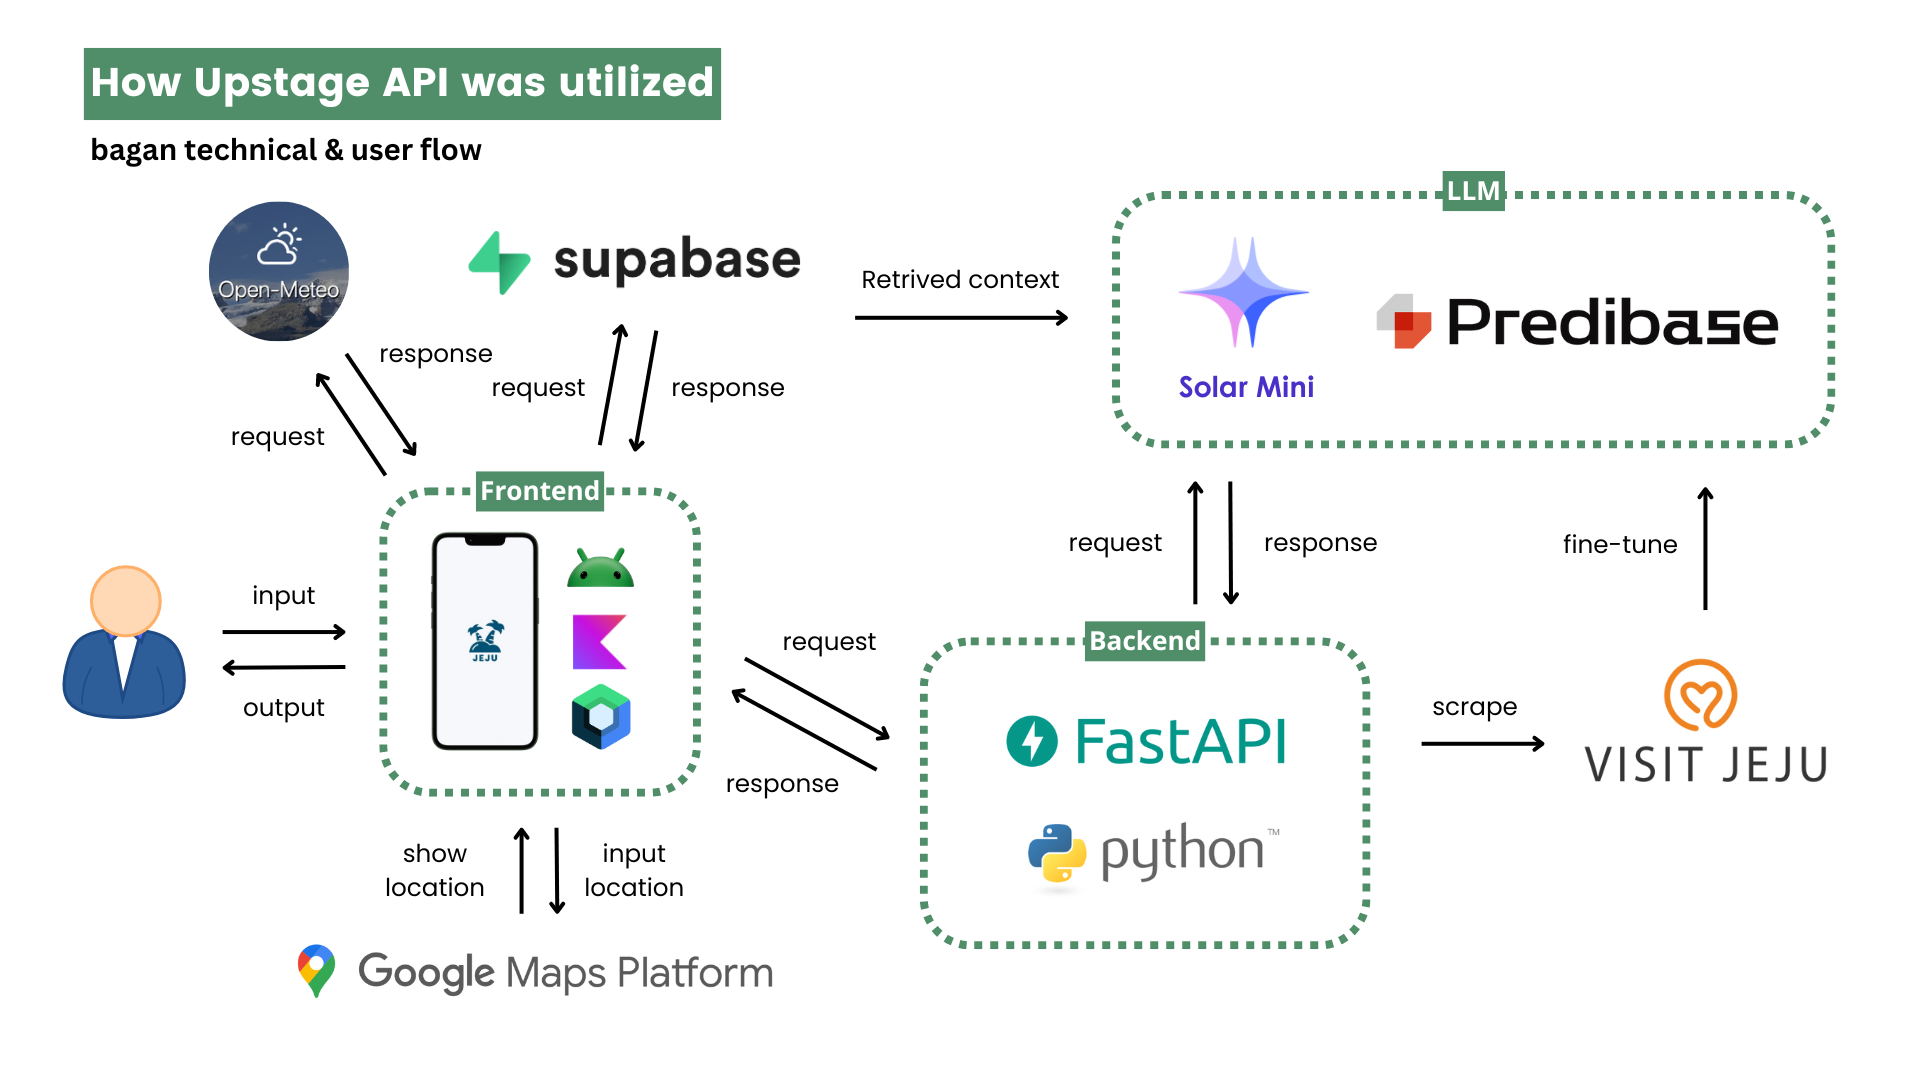 How Upstage API was utilized
bagan technical & user flow
LLM
Open-Meteo
supabase
Retrived context
Predibase
Solar Mini
response
request
request
response
Frontend
JEJU
input
output
request
response
request
response
fine-tune
Backend
FastAPI
python™
scrape
VISIT JEJU
show
location
input
location
Google Maps Platform